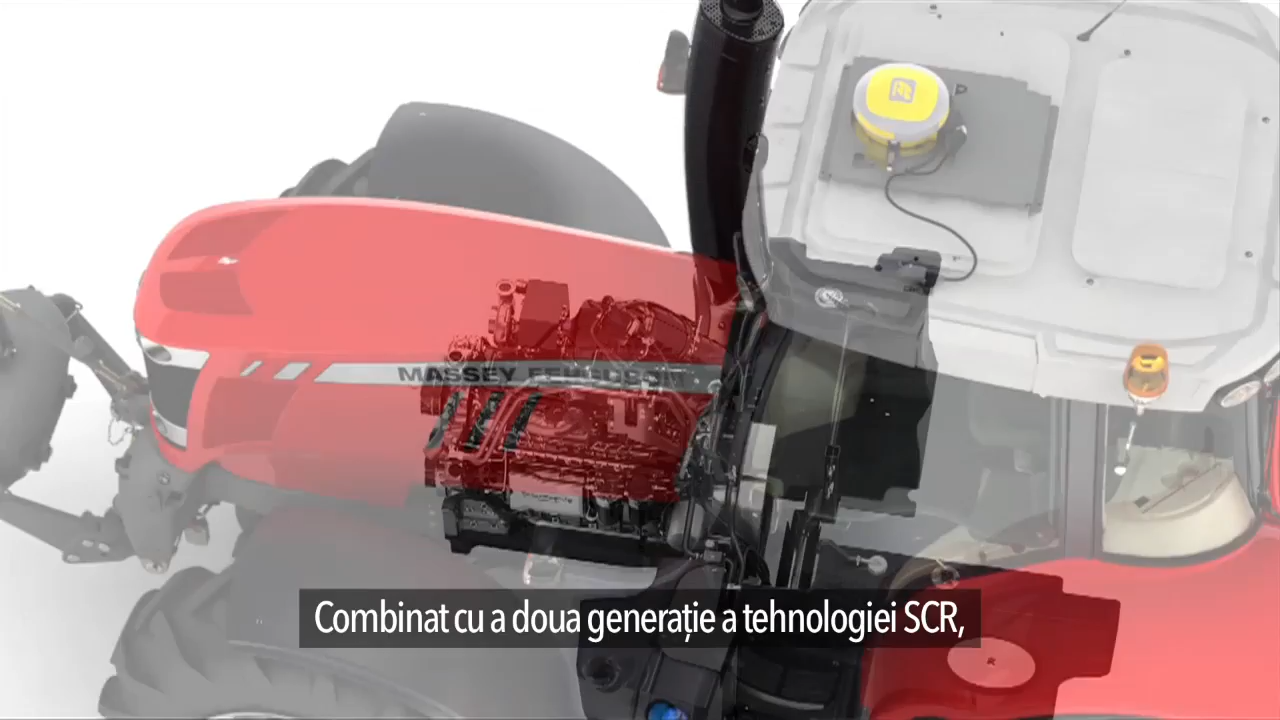 MASSEY FERGUSON
Combinat cu a doua generație a tehnologiei SCR,